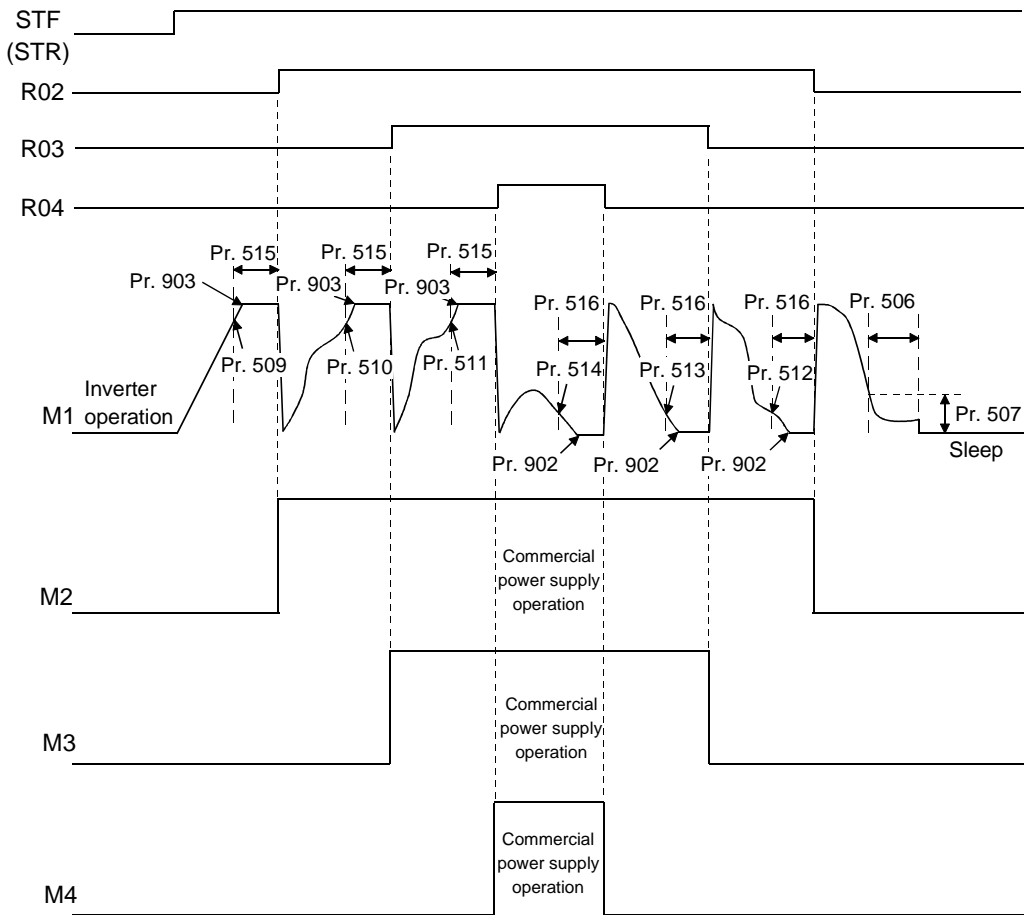 STF
(STR)
R02
R03
R04
Pr. 515
Pr. 515
Pr. 515
Pr. 903
Pr. 903
Pr. 903
Pr. 516
Pr. 516
Pr. 516
Pr. 506
Pr. 509
Pr. 510
Pr. 511
Pr. 514
Pr. 513
Pr. 512
Pr. 507
Inverter
operation
M1
Sleep
Pr. 902
Pr. 902
Pr. 902
Commercial
power supply
operation
M2
Commercial
power supply
operation
M3
Commercial
power supply
operation
M4